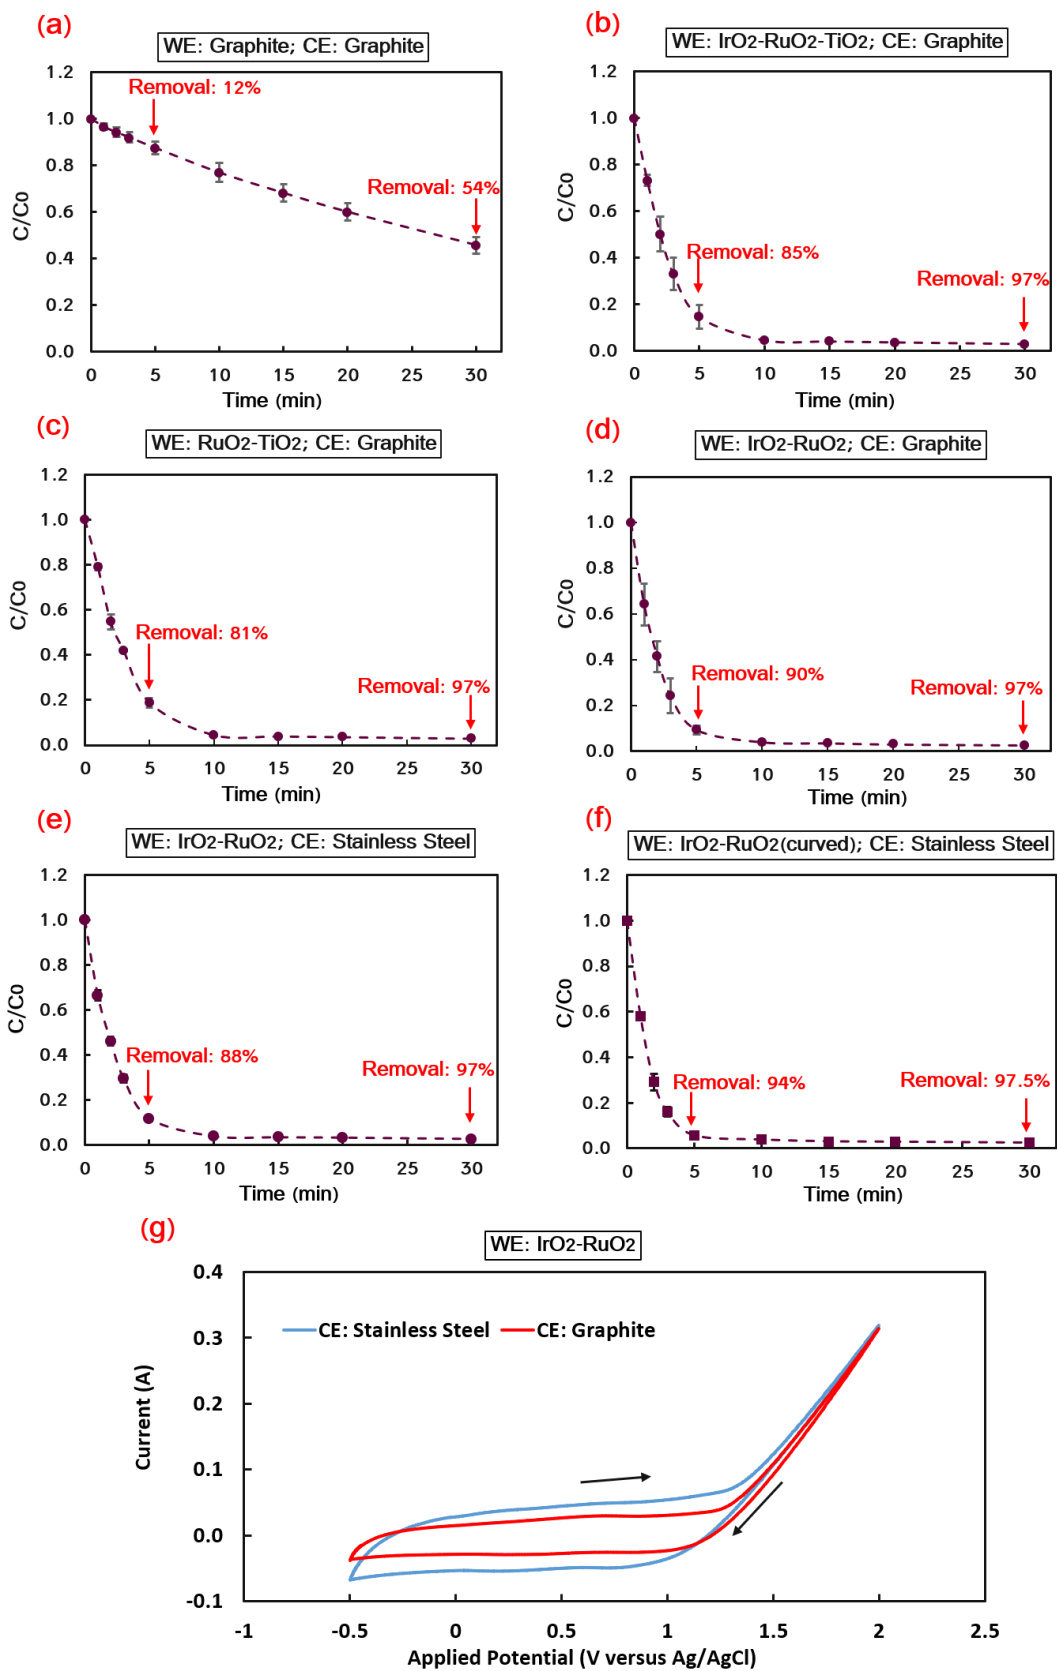 (a)
WE: Graphite; CE: Graphite
1.2
1.0
0.8
0.6
0.4
0.2
0.0
C/C0
Removal: 12%
Removal: 54%
0 5 10 15 20 25 30
Time (min)
(b)
WE: IrO2-RuO2-TiO2; CE: Graphite
1.2
1.0
0.8
0.6
0.4
0.2
0.0
C/C0
Removal: 85%
Removal: 97%
0 5 10 15 20 25 30
Time (min)
(c)
WE: RuO2-TiO2; CE: Graphite
1.2
1.0
0.8
0.6
0.4
0.2
0.0
C/C0
Removal: 81%
Removal: 97%
0 5 10 15 20 25 30
Time (min)
(d)
WE: IrO2-RuO2; CE: Graphite
1.2
1.0
0.8
0.6
0.4
0.2
0.0
C/C0
Removal: 90%
Removal: 97%
0 5 10 15 20 25 30
Time (min)
(e)
WE: IrO2-RuO2; CE: Stainless Steel
1.2
1.0
0.8
0.6
0.4
0.2
0.0
C/C0
Removal: 88%
Removal: 97%
0 5 10 15 20 25 30
Time (min)
(f)
WE: IrO2-RuO2(curved); CE: Stainless Steel
1.2
1.0
0.8
0.6
0.4
0.2
0.0
C/C0
Removal: 94%
Removal: 97.5%
0 5 10 15 20 25 30
Time (min)
(g)
WE: IrO2-RuO2
0.4
0.3
0.2
0.1
0.0
-0.1
Current (A)
CE: Stainless Steel CE: Graphite
-1 -0.5 0 0.5 1 1.5 2 2.5
Applied Potential (V versus Ag/AgCl)